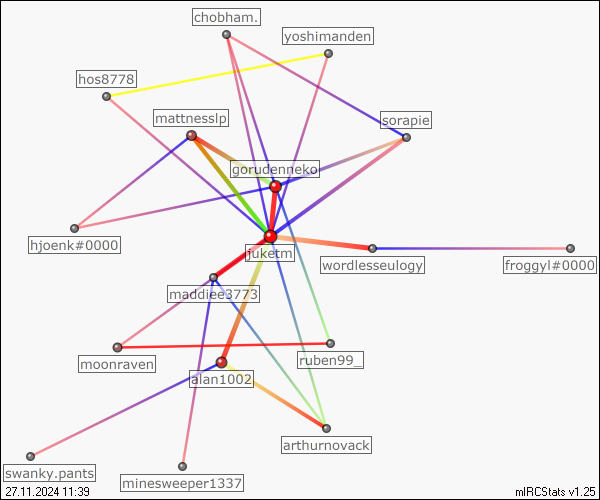 chobham.
yoshimanden
hos8778
mattnesslp
sorapie
gorudenneko
hjoenk#0000
juketm
wordlesseulogy
froggyl#0000
maddiee3773
moonraven
ruben99_
alan1002
arthurnovack
swanky.pants
minesweeper1337
27.11.2024 11:39
mIRCStats v1.25